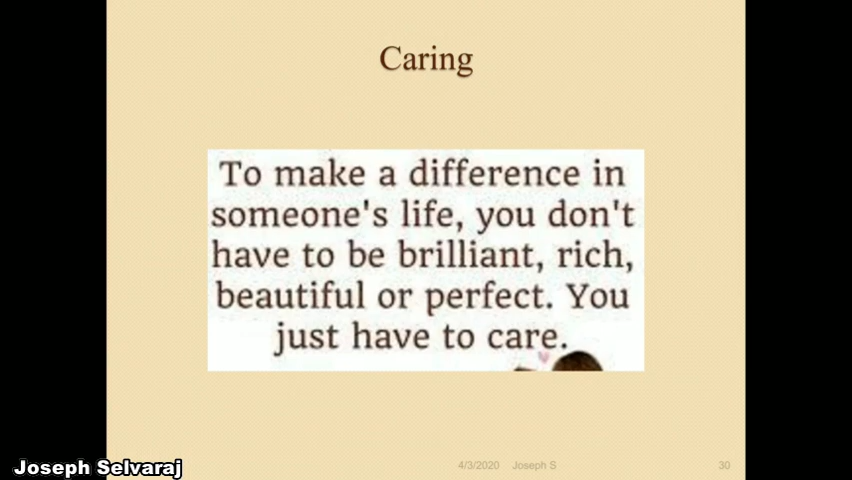 Caring
To make a difference in
someone's life, you don't
have to be brilliant, rich,
beautiful or perfect. You
just have to care.
4/3/2020 Joseph S 30
Joseph Selvaraj